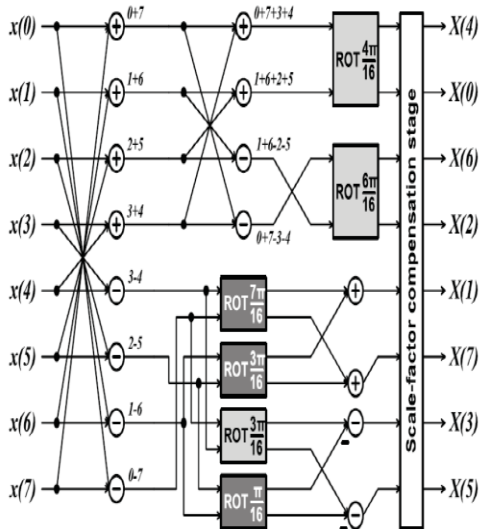 x(0) 0+7 0+7+3+4 ROT 4π/16 X(4)
x(1) 1+6 1+6+2+5 X(0)
x(2) 2+5 1+6-2-5 ROT 6π/16 X(6)
x(3) 3+4 0+7-3-4 X(2)
x(4) 3-4 ROT 7π/16 X(1)
x(5) 2-5 ROT 3π/16 X(7)
x(6) 1-6 ROT 3π/16 X(3)
x(7) 0-7 ROT π/16 X(5)
Scale-factor compensation stage